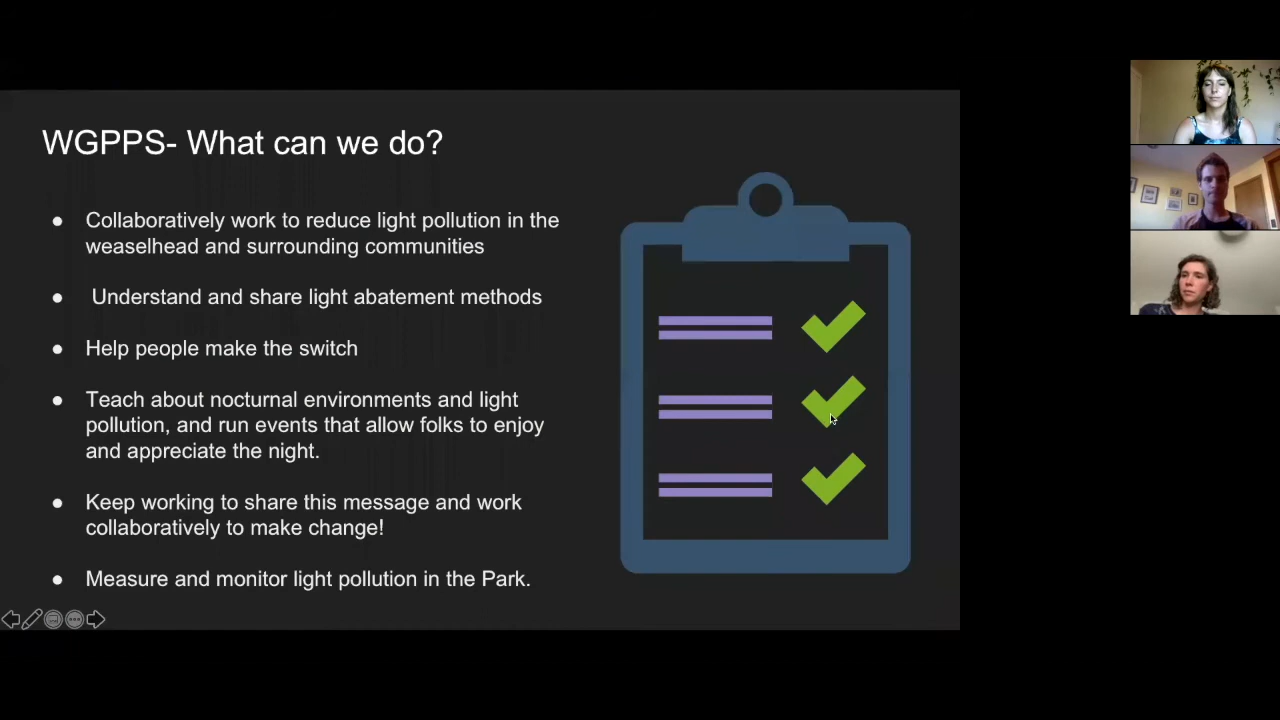 WGPPS- What can we do?
● Collaboratively work to reduce light pollution in the
weaselhead and surrounding communities
● Understand and share light abatement methods
● Help people make the switch
● Teach about nocturnal environments and light
pollution, and run events that allow folks to enjoy
and appreciate the night.
● Keep working to share this message and work
collaboratively to make change!
● Measure and monitor light pollution in the Park.